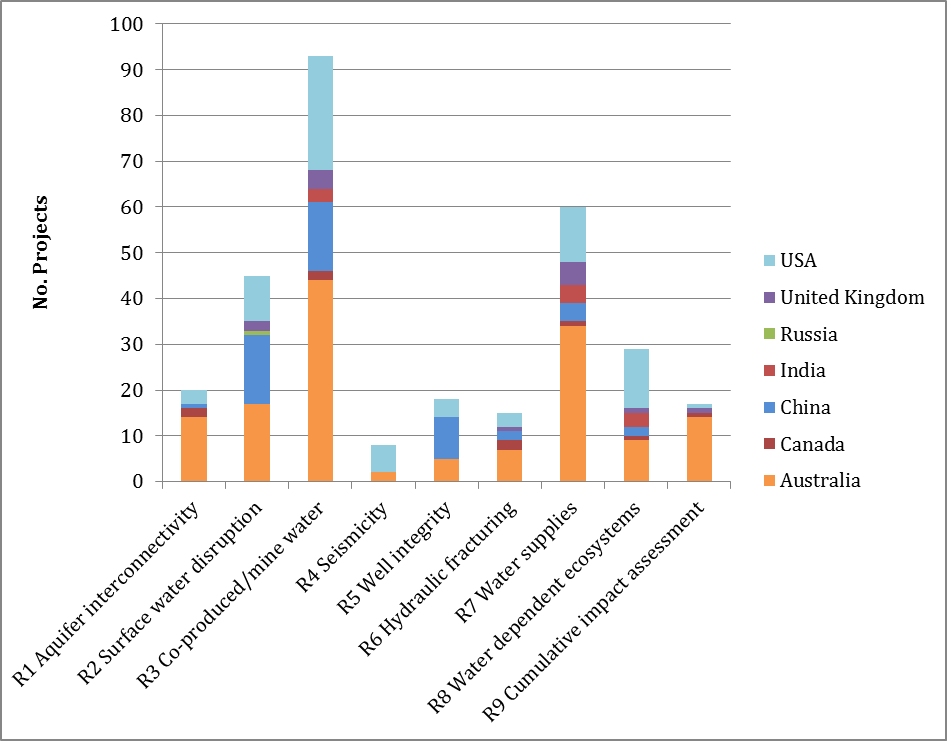 100
90
80
70
60
50
40
30
20
10
0
No. Projects
R1 Aquifer interconnectivity
R2 Surface water disruption
R3 Co-produced/mine water
R4 Seismicity
R5 Well integrity
R6 Hydraulic fracturing
R7 Water supplies
R8 Water dependent ecosystems
R9 Cumulative impact assessment
USA
United Kingdom
Russia
India
China
Canada
Australia